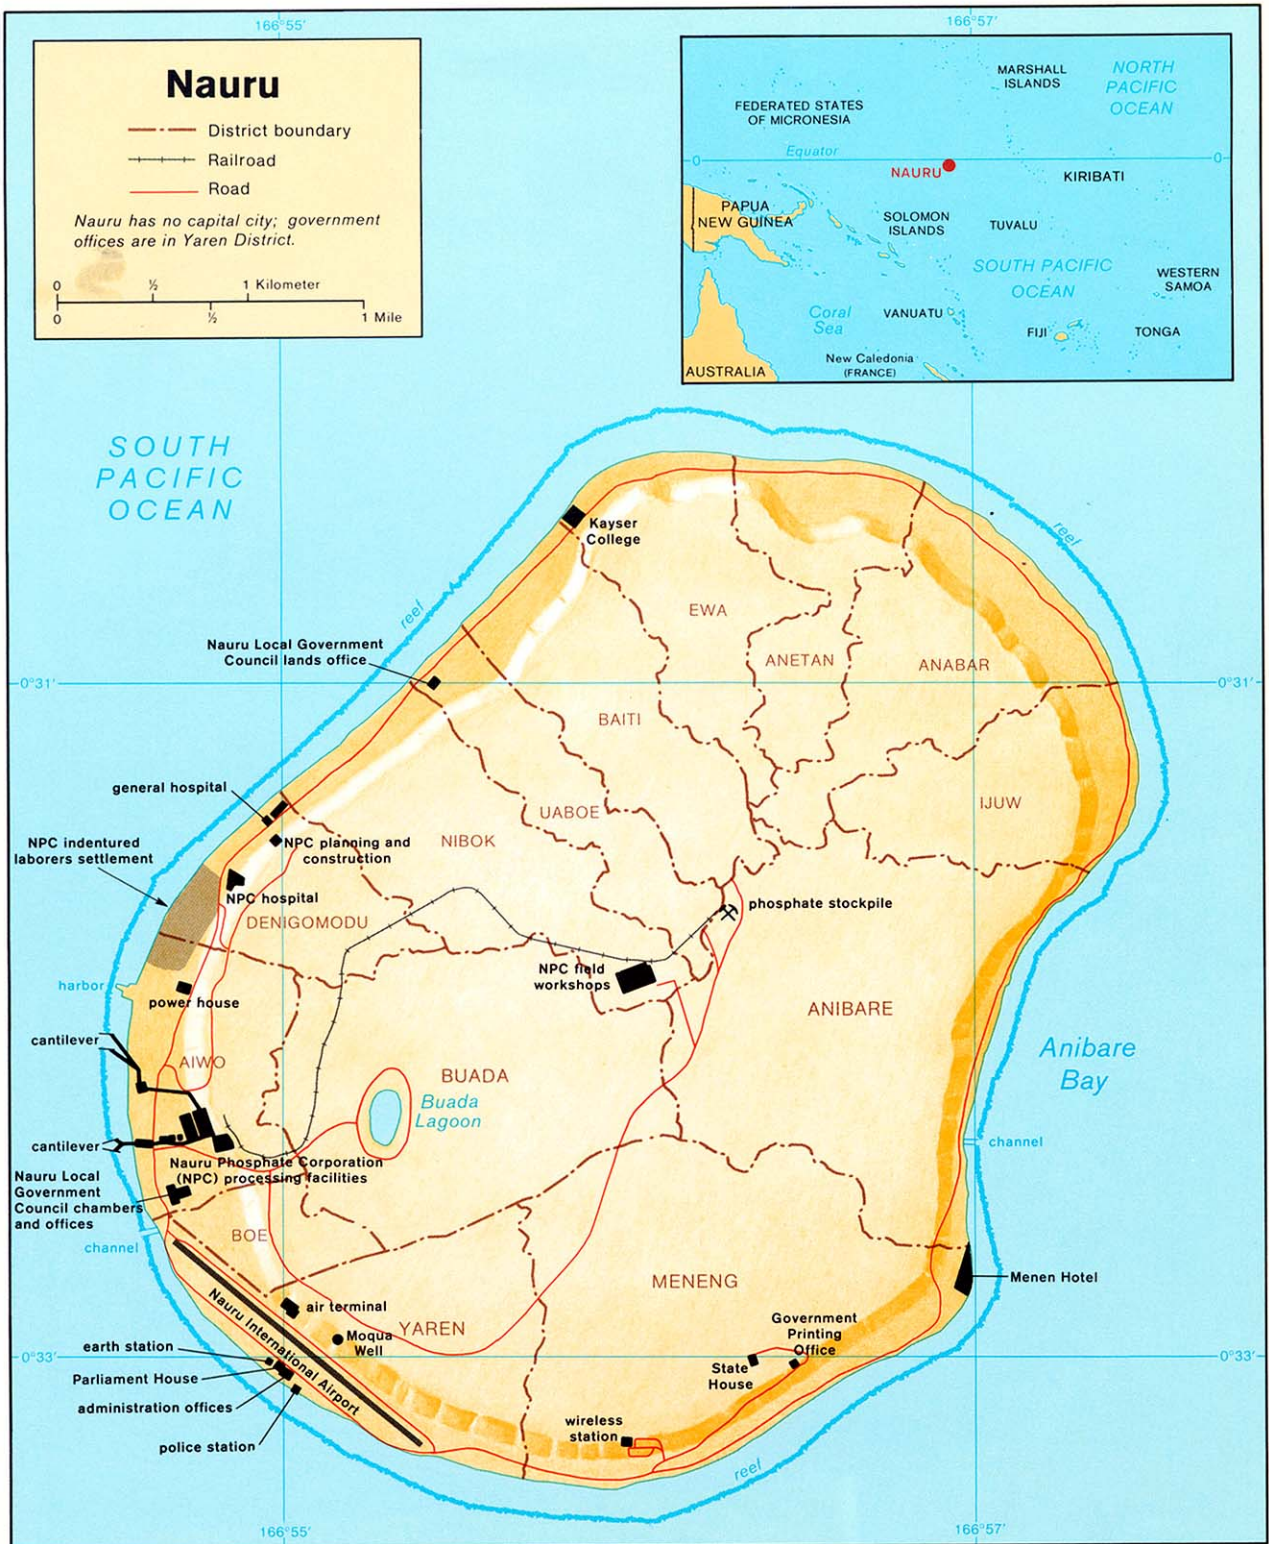 166°55′
166°57′
Nauru
District boundary
Railroad
Road
Nauru has no capital city; government
offices are in Yaren District.
0 ½ 1 Kilometer
0 ½ 1 Mile
MARSHALL
ISLANDS
NORTH
PACIFIC
OCEAN
FEDERATED STATES
OF MICRONESIA
Equator
0
0
NAURU
KIRIBATI
PAPUA
NEW GUINEA
SOLOMON
ISLANDS
TUVALU
SOUTH PACIFIC
OCEAN
WESTERN
SAMOA
Coral
Sea
VANUATU
FIJI
TONGA
New Caledonia
(FRANCE)
AUSTRALIA
SOUTH
PACIFIC
OCEAN
Kayser
College
reef
reef
EWA
Nauru Local Government
Council lands office
ANETAN
ANABAR
0°31′
0°31′
BAITI
general hospital
IJUW
UABOE
NPC indentured
laborers settlement
NPC planning and
construction
NIBOK
NPC hospital
phosphate stockpile
DENIGOMODU
harbor
power house
NPC field
workshops
ANIBARE
cantilever
AIWO
BUADA
Anibare
Bay
Buada
Lagoon
cantilever
channel
Nauru Phosphate Corporation
(NPC) processing facilities
Nauru Local
Government
Council chambers
and offices
BOE
channel
MENENG
Menen Hotel
air terminal
Nauru International Airport
YAREN
Moqua
Well
Government
Printing
Office
earth station
0°33′
0°33′
State
House
Parliament House
administration offices
wireless
station
police station
reef
166°55′
166°57′